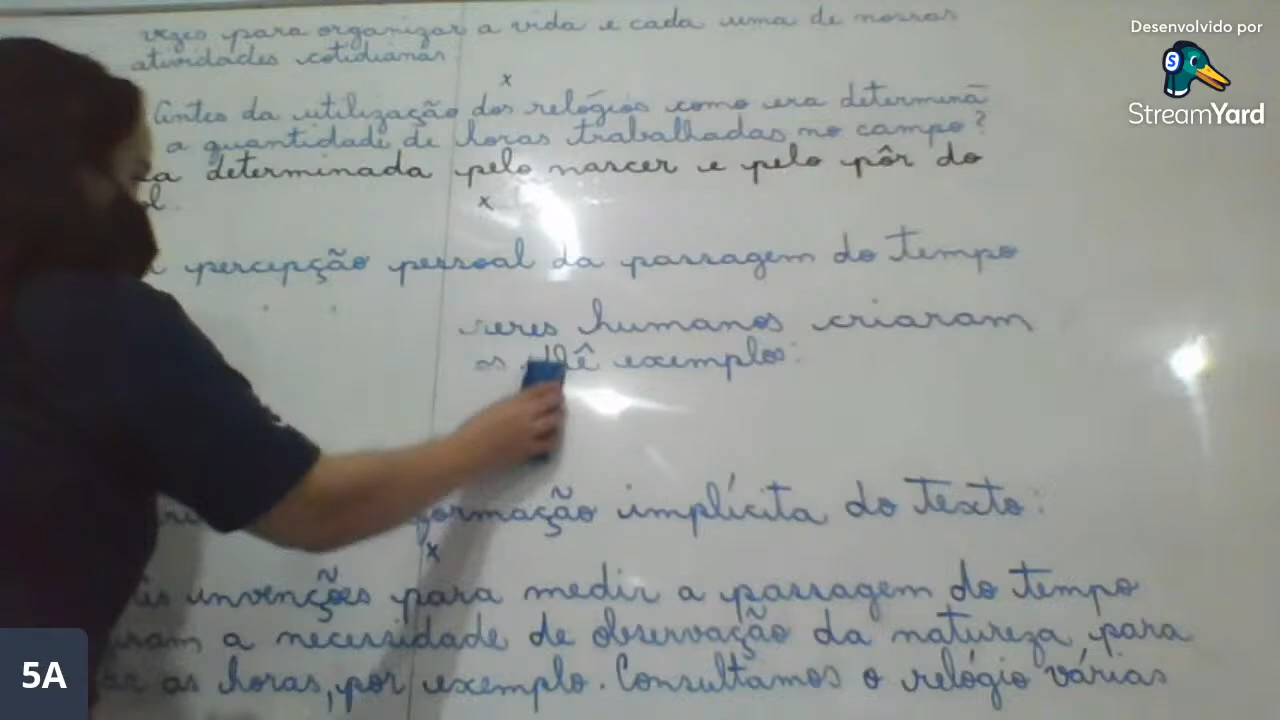 vezes para organizar a vida e cada uma de nossas
atividades cotidianas
x
Antes da utilização dos relógios como era determina
a quantidade de horas trabalhadas no campo?
determinada pelo nascer e pelo pôr do
x
percepção pessoal da passagem do tempo
seres humanos criaram
os dê exemplos:
formação implícita do texto:
x
invenções para medir a passagem do tempo
a necessidade de observação da natureza para
as horas, por exemplo. Consultamos o relógio várias
Desenvolvido por
StreamYard
5A